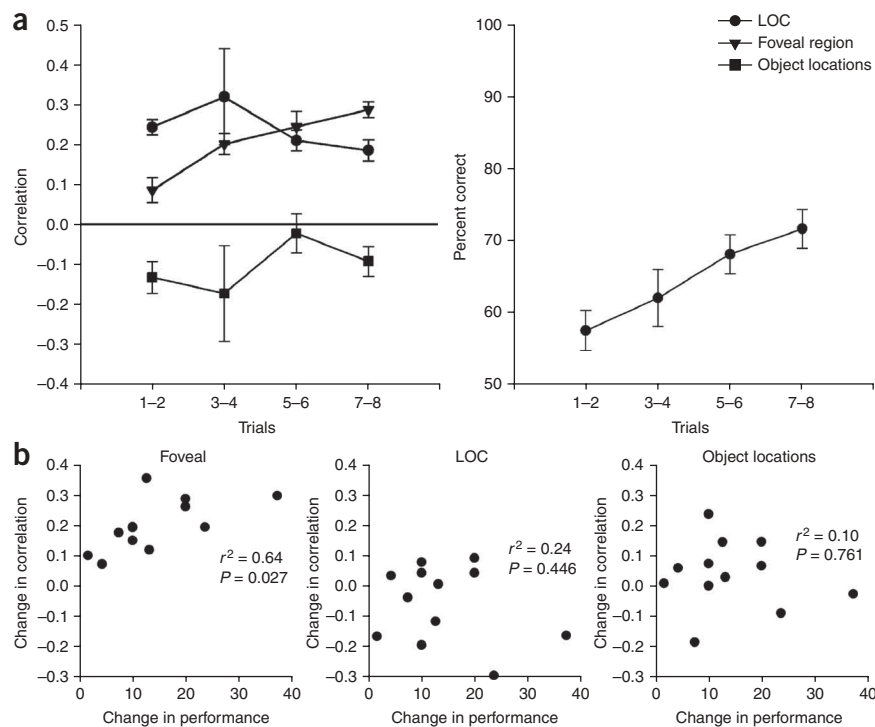 a
0.5
0.4
0.3
0.2
0.1
0.0
–0.1
–0.2
–0.3
–0.4
Correlation
1–2 3–4 5–6 7–8
Trials
100
90
80
70
60
50
Percent correct
1–2 3–4 5–6 7–8
Trials
LOC
Foveal region
Object locations
b
Foveal
0.4
0.3
0.2
0.1
0.0
–0.1
–0.2
–0.3
Change in correlation
r² = 0.64
P = 0.027
0 10 20 30 40
Change in performance
LOC
0.4
0.3
0.2
0.1
0.0
–0.1
–0.2
–0.3
Change in correlation
r² = 0.24
P = 0.446
0 10 20 30 40
Change in performance
Object locations
0.4
0.3
0.2
0.1
0.0
–0.1
–0.2
–0.3
Change in correlation
r² = 0.10
P = 0.761
0 10 20 30 40
Change in performance